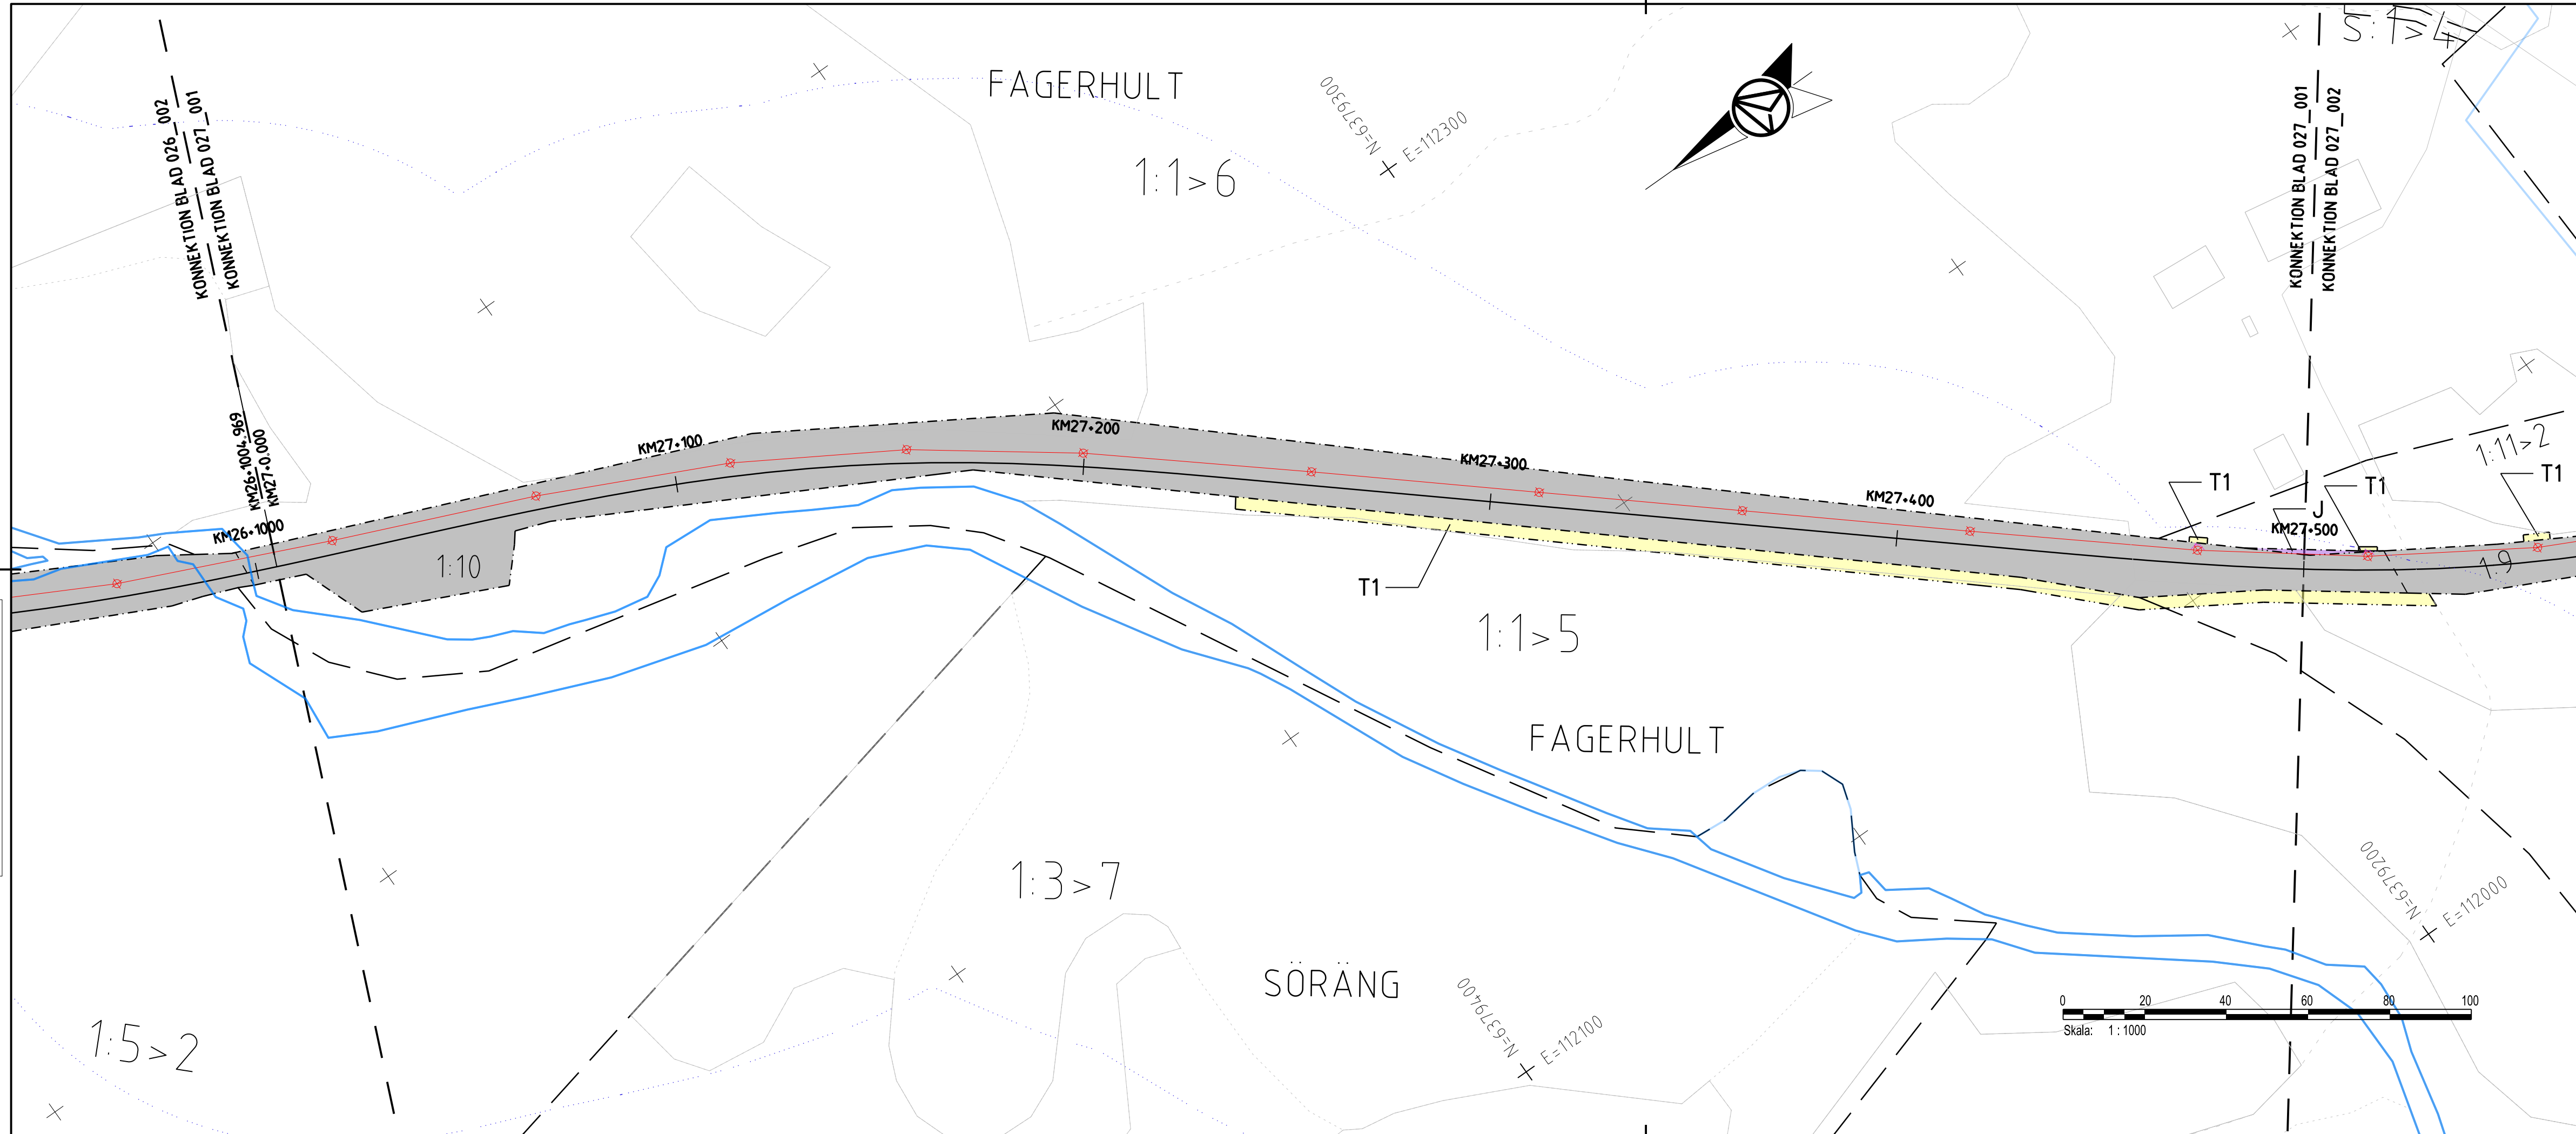 S:1>4
FAGERHULT
1:1>6
N=6379300
E=112300
KONNEKTION BLAD 026_002
KONNEKTION BLAD 027_001
KONNEKTION BLAD 027_001
KONNEKTION BLAD 027_002
KM26+1004.969
KM27+0.000
KM26+1000
KM27+100
KM27+200
KM27+300
KM27+400
KM27+500
1:11>2
T1
T1
T1
J
1:9
1:10
T1
1:1>5
FAGERHULT
1:3>7
SÖRÄNG
N=6379400
E=112100
N=6379200
E=112000
1:5>2
0 20 40 60 80 100
Skala: 1 : 1000